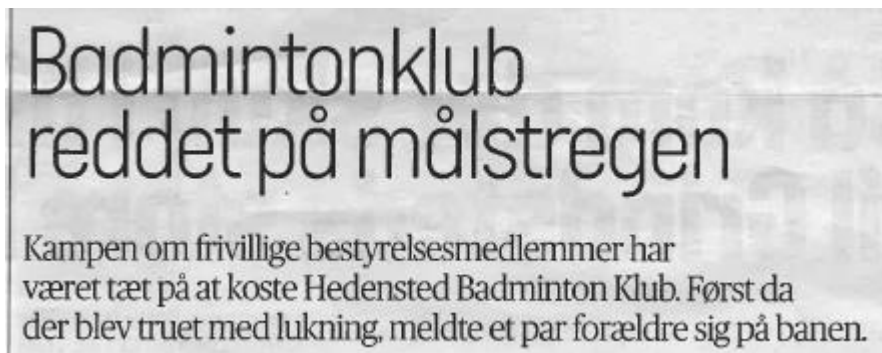 Badmintonklub
reddet på målstregen
Kampen om frivillige bestyrelsesmedlemmer har
været tæt på at koste Hedensted Badminton Klub. Først da
der blev truet med lukning, meldte et par forældre sig på banen.